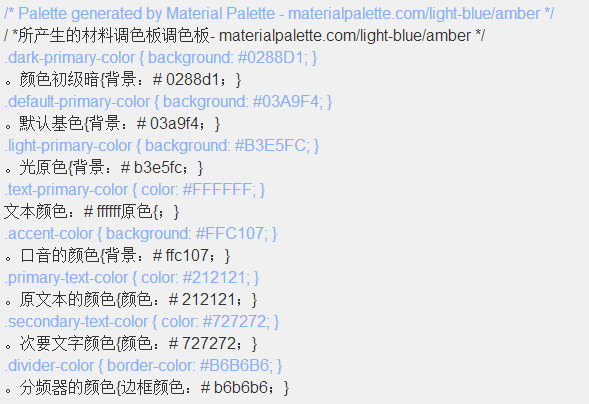 /* Palette generated by Material Palette - materialpalette.com/light-blue/amber */
/ *所产生的材料调色板调色板- materialpalette.com/light-blue/amber */
.dark-primary-color { background: #0288D1; }
。颜色初级暗{背景：# 0288d1；}
.default-primary-color { background: #03A9F4; }
。默认基色{背景：# 03a9f4；}
.light-primary-color { background: #B3E5FC; }
。光原色{背景：# b3e5fc；}
.text-primary-color { color: #FFFFFF; }
文本颜色：# ffffff原色{；}
.accent-color { background: #FFC107; }
。口音的颜色{背景：# ffc107；}
.primary-text-color { color: #212121; }
。原文本的颜色{颜色：# 212121；}
.secondary-text-color { color: #727272; }
。次要文字颜色{颜色：# 727272；}
.divider-color { border-color: #B6B6B6; }
。分频器的颜色{边框颜色：# b6b6b6；}